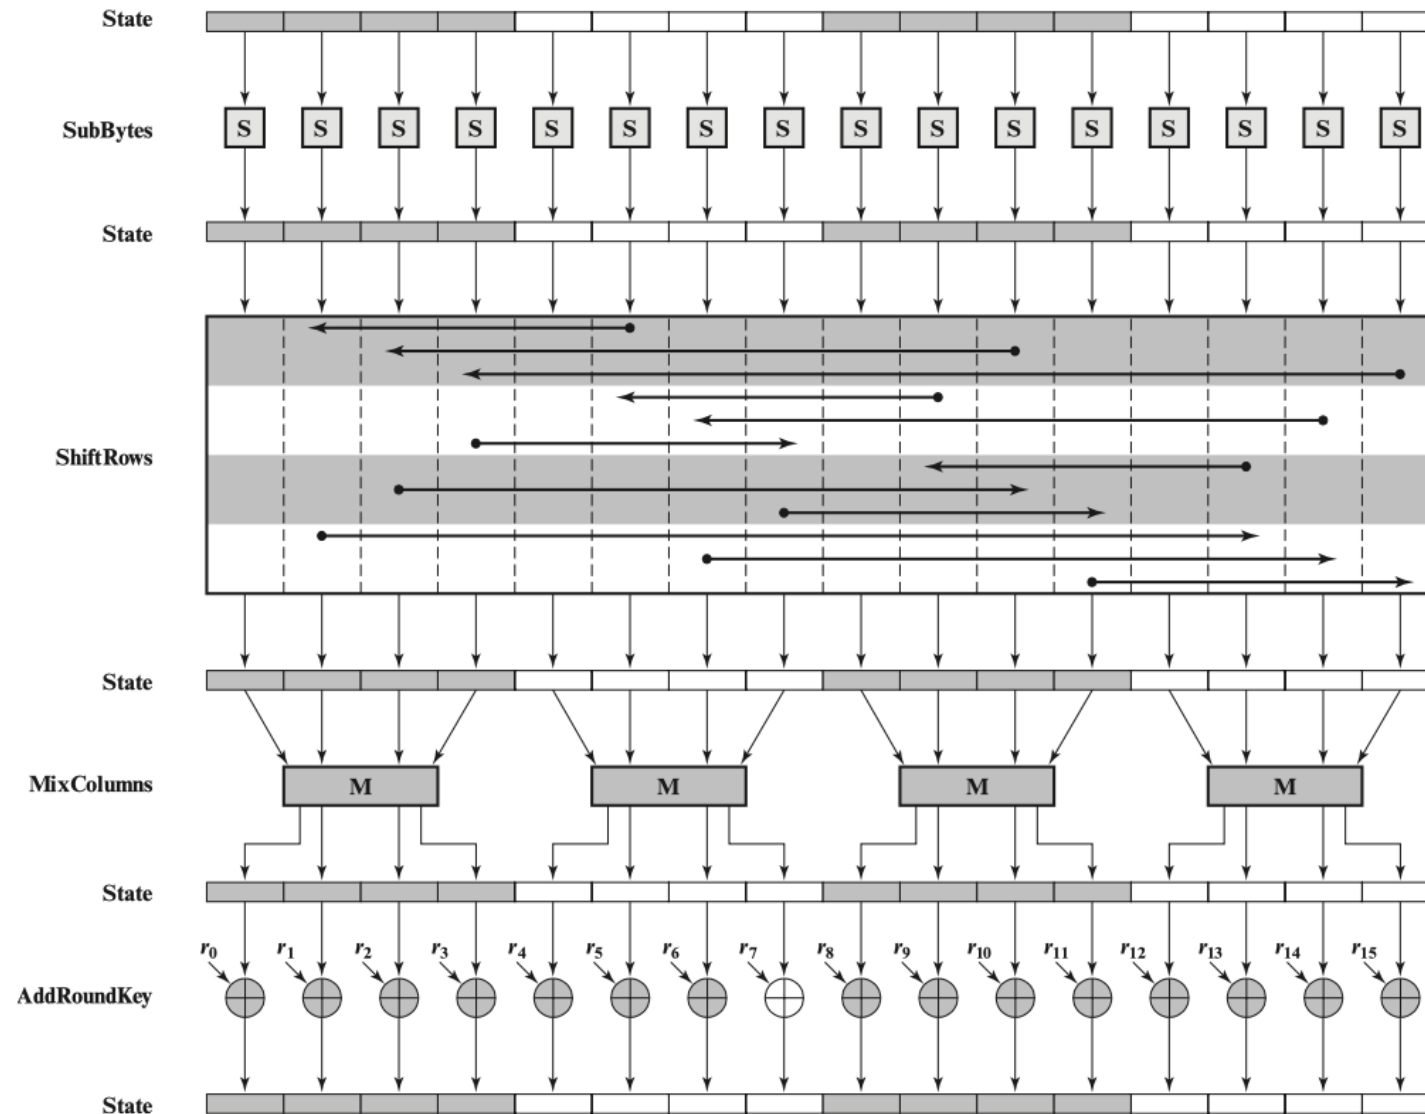 State
SubBytes S S S S S S S S S S S S S S S S
State
ShiftRows
State
MixColumns M M M M
State
r0 r1 r2 r3 r4 r5 r6 r7 r8 r9 r10 r11 r12 r13 r14 r15
AddRoundKey
State